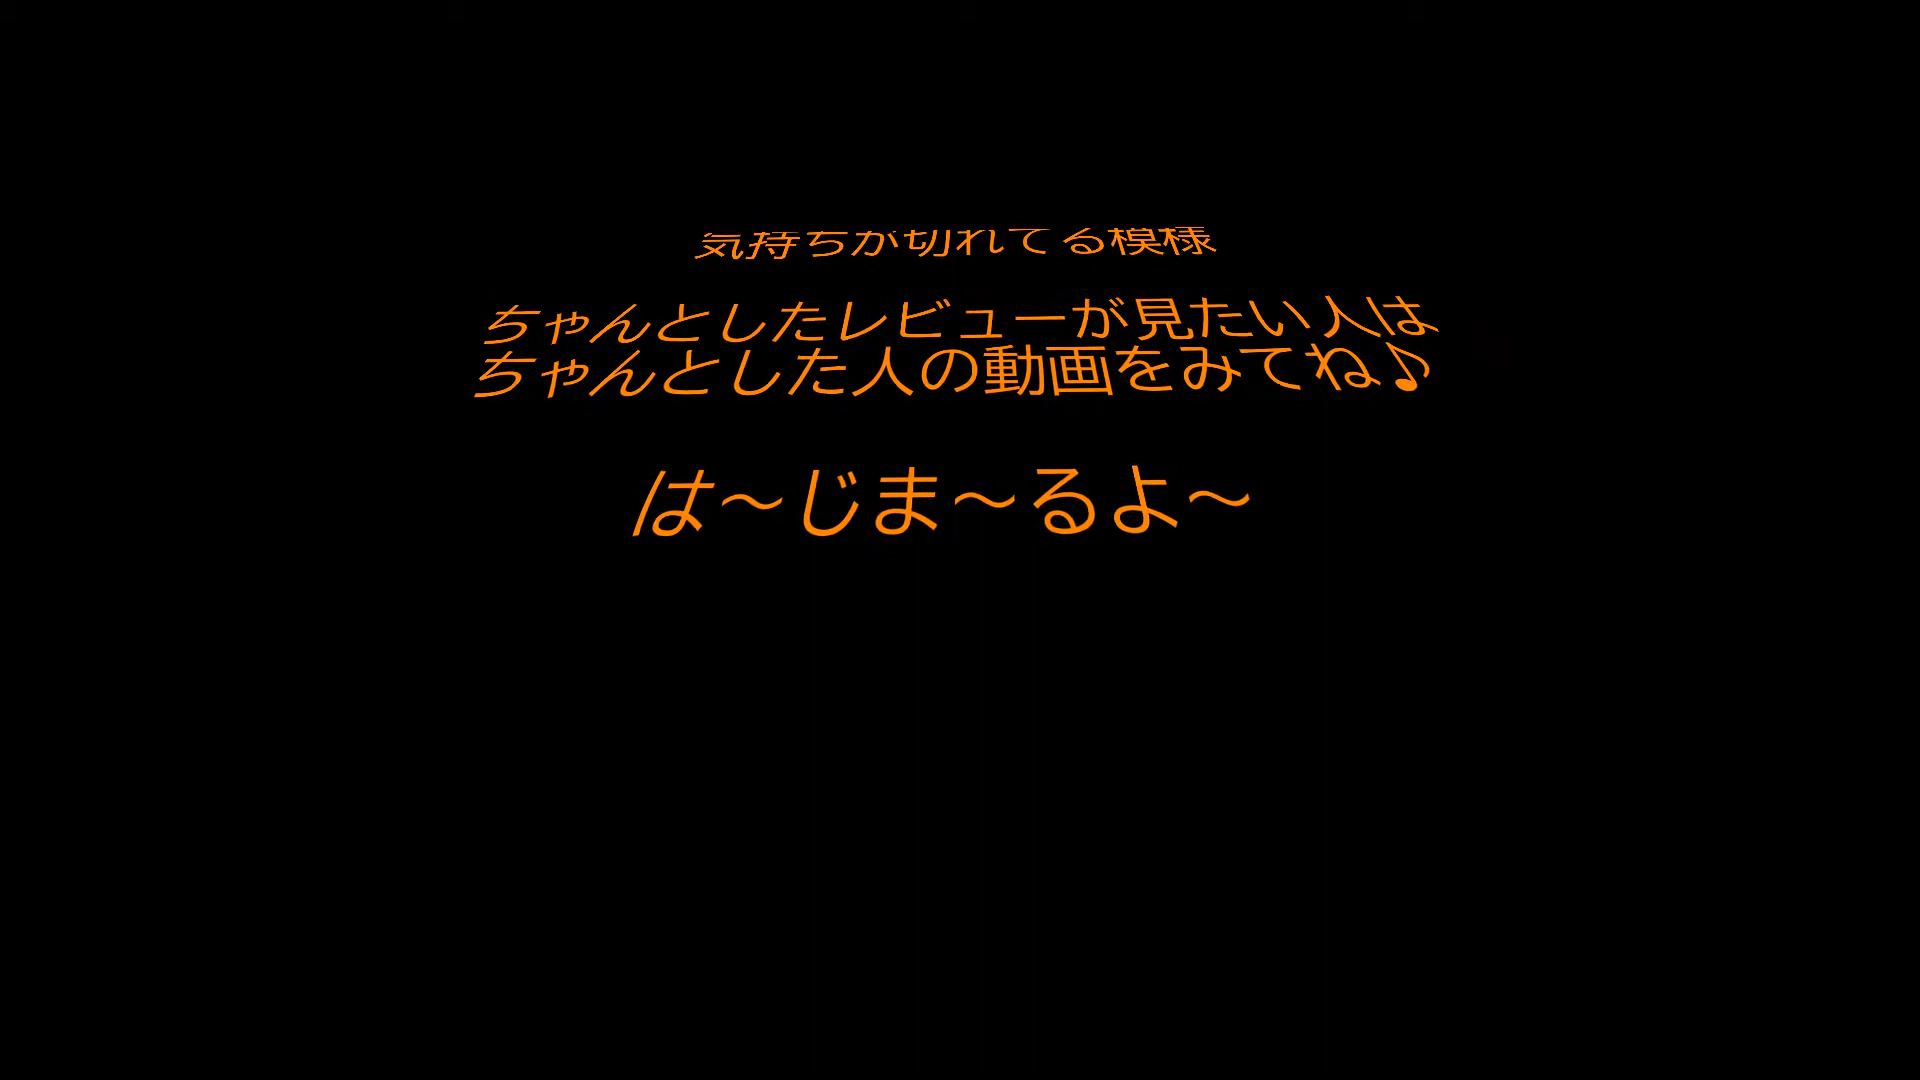 気持ちが切れてる模様
ちゃんとしたレビューが見たい人は
ちゃんとした人の動画をみてね♪
は～じま～るよ～